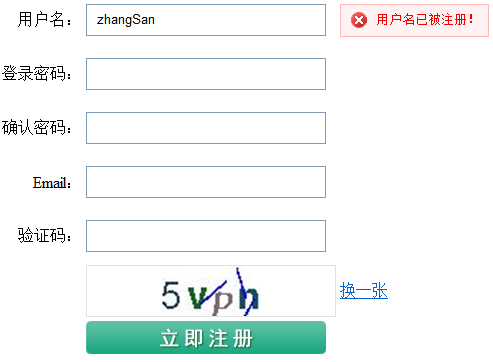 用户名： zhangSan 用户名已被注册！
登录密码：
确认密码：
Email：
验证码：
5vph 换一张
立即注册